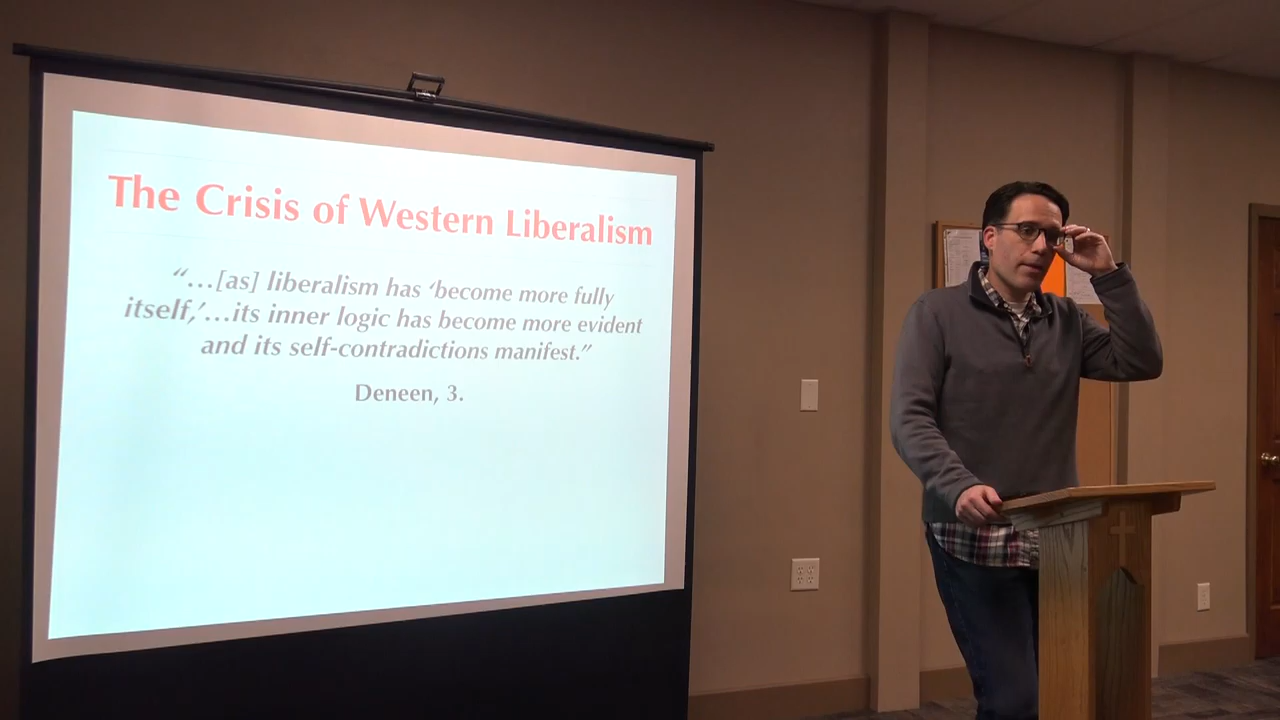 The Crisis of Western Liberalism
“…[as] liberalism has ‘become more fully
itself,’…its inner logic has become more evident
and its self-contradictions manifest.”
Deneen, 3.